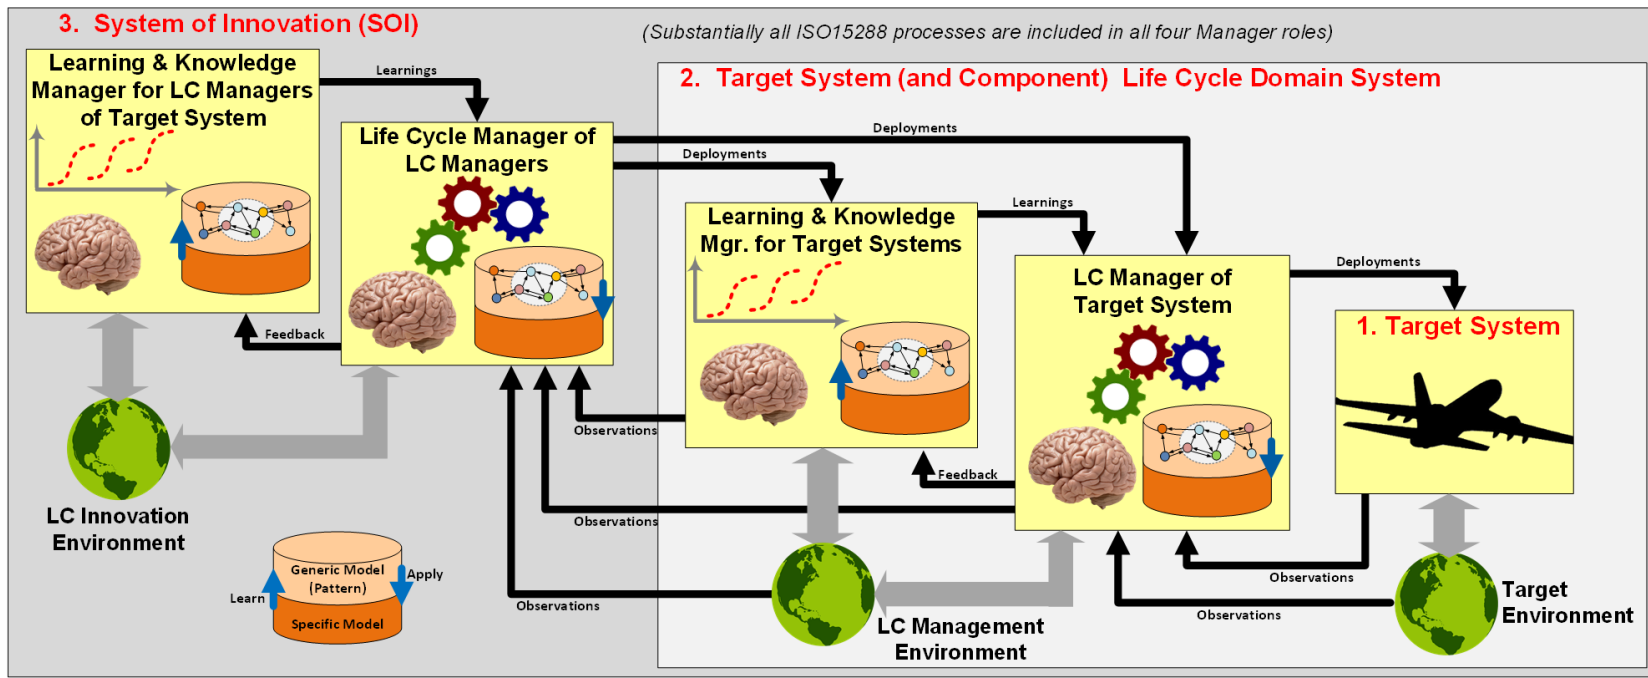 3. System of Innovation (SOI)
(Substantially all ISO15288 processes are included in all four Manager roles)
Learning & Knowledge
Manager for LC Managers
of Target System
Learnings
2. Target System (and Component) Life Cycle Domain System
Life Cycle Manager of
LC Managers
Deployments
Deployments
Learning & Knowledge
Mgr. for Target Systems
Learnings
LC Manager of
Target System
Deployments
1. Target System
Feedback
Observations
Feedback
Observations
LC Innovation
Environment
Generic Model
(Pattern)
Learn
Apply
Specific Model
Observations
LC Management
Environment
Observations
Observations
Target
Environment